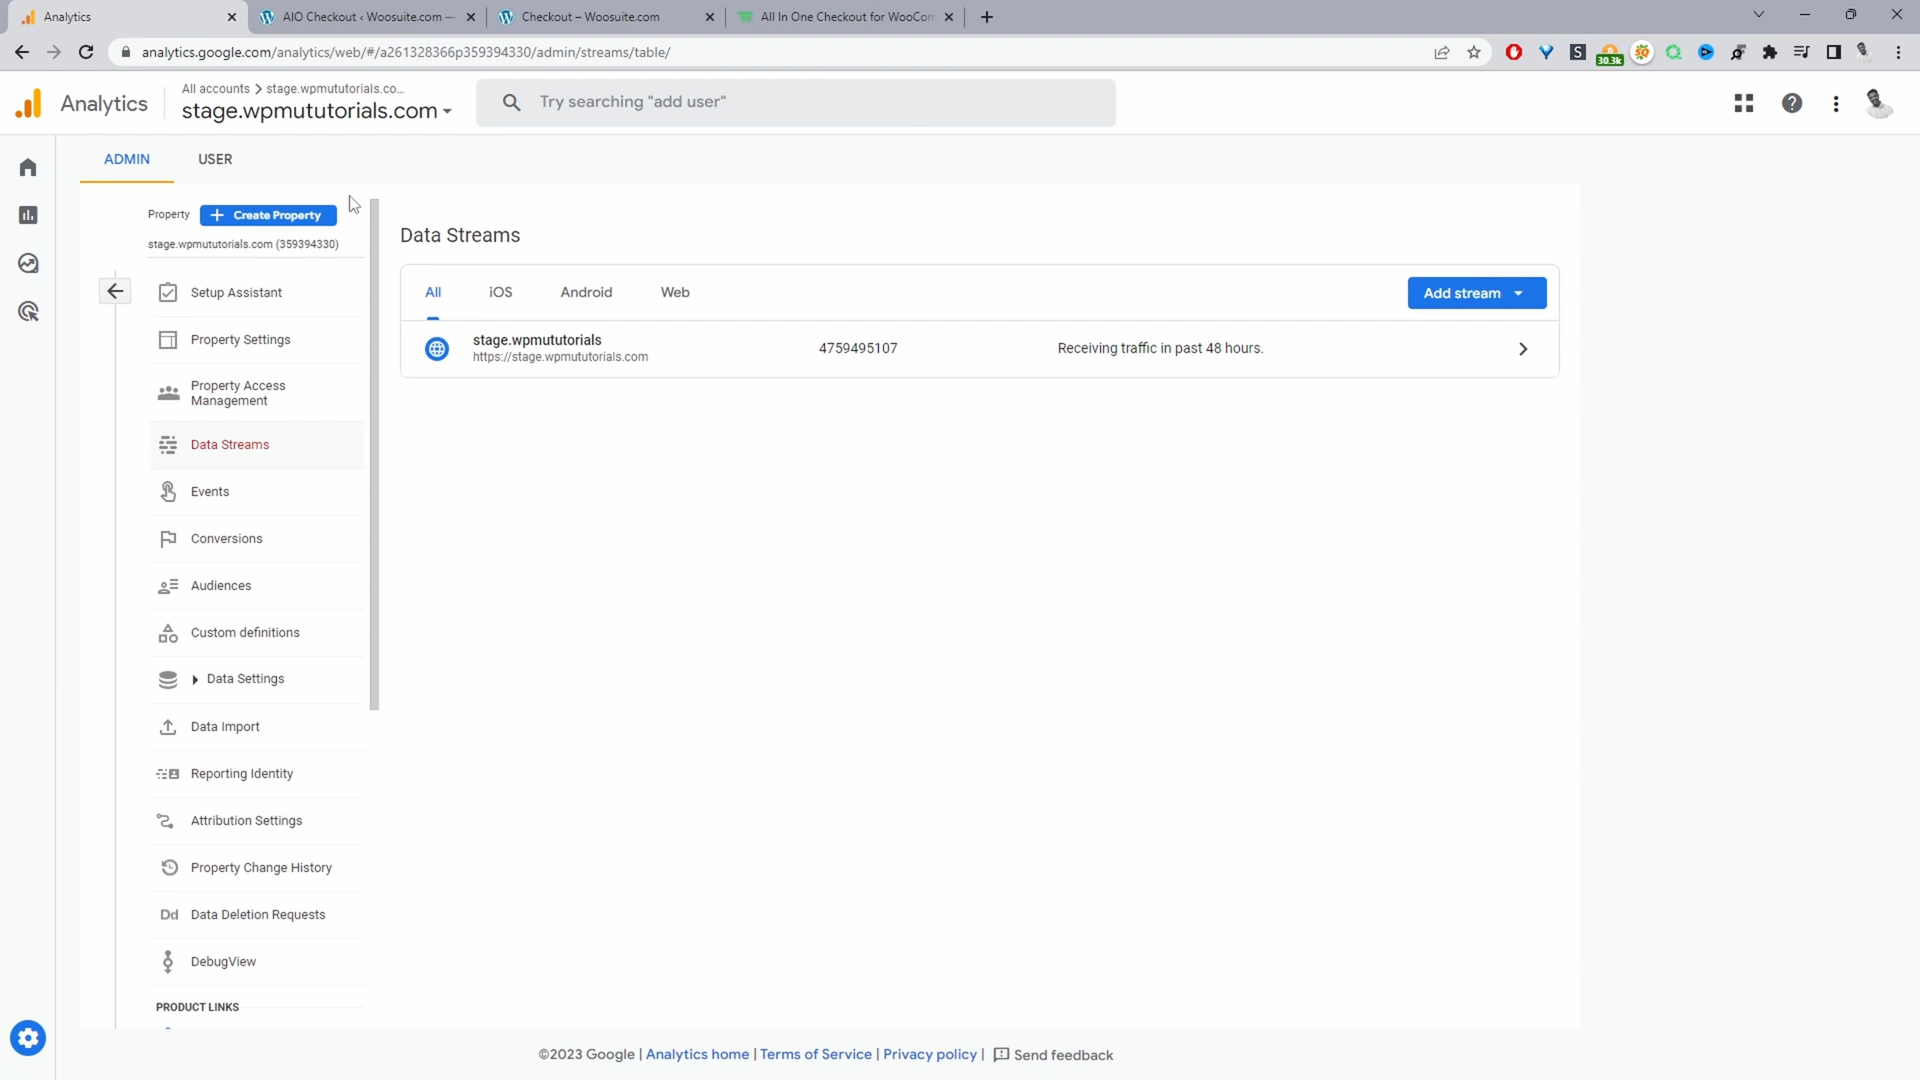 Analytics
AIO Checkout ‹ Woosuite.com —
Checkout – Woosuite.com
All In One Checkout for WooCom
analytics.google.com/analytics/web/#/a261328366p359394330/admin/streams/table/
30.3k
Analytics
All accounts > stage.wpmututorials.co...
stage.wpmututorials.com
Try searching "add user"
ADMIN
USER
Property
+ Create Property
stage.wpmututorials.com (359394330)
Setup Assistant
Property Settings
Property Access
Management
Data Streams
Events
Conversions
Audiences
Custom definitions
Data Settings
Data Import
Reporting Identity
Attribution Settings
Property Change History
Dd Data Deletion Requests
DebugView
PRODUCT LINKS
Data Streams
All
iOS
Android
Web
Add stream
stage.wpmututorials
https://stage.wpmututorials.com
4759495107
Receiving traffic in past 48 hours.
©2023 Google | Analytics home | Terms of Service | Privacy policy | Send feedback